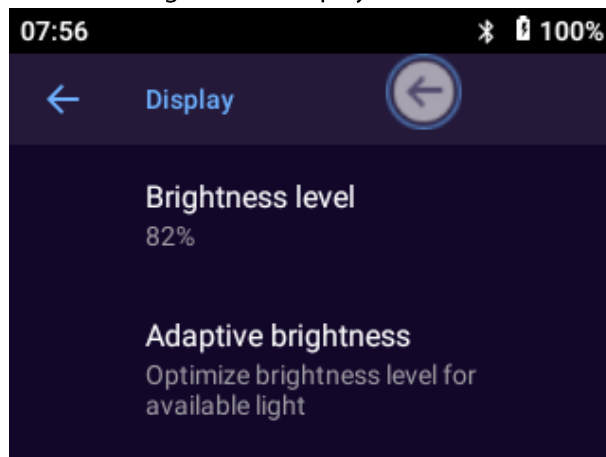 07:56 100%
Display
Brightness level
82%
Adaptive brightness
Optimize brightness level for
available light